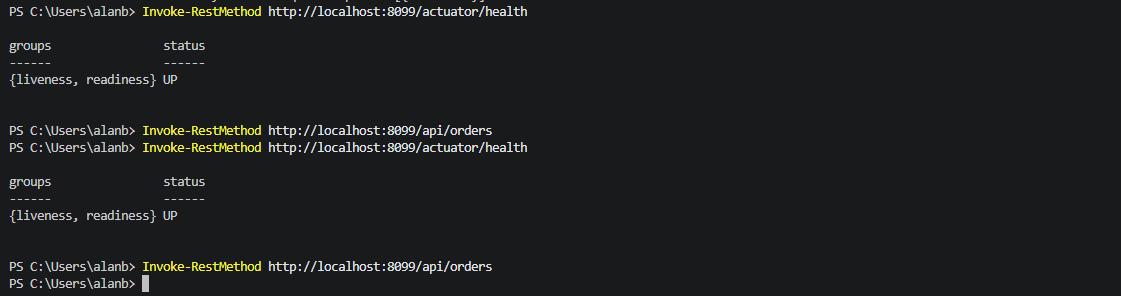 PS C:\Users\alanb> Invoke-RestMethod http://localhost:8099/actuator/health
groups status
------ ------
{liveness, readiness} UP
PS C:\Users\alanb> Invoke-RestMethod http://localhost:8099/api/orders
PS C:\Users\alanb> Invoke-RestMethod http://localhost:8099/actuator/health
groups status
------ ------
{liveness, readiness} UP
PS C:\Users\alanb> Invoke-RestMethod http://localhost:8099/api/orders
PS C:\Users\alanb>